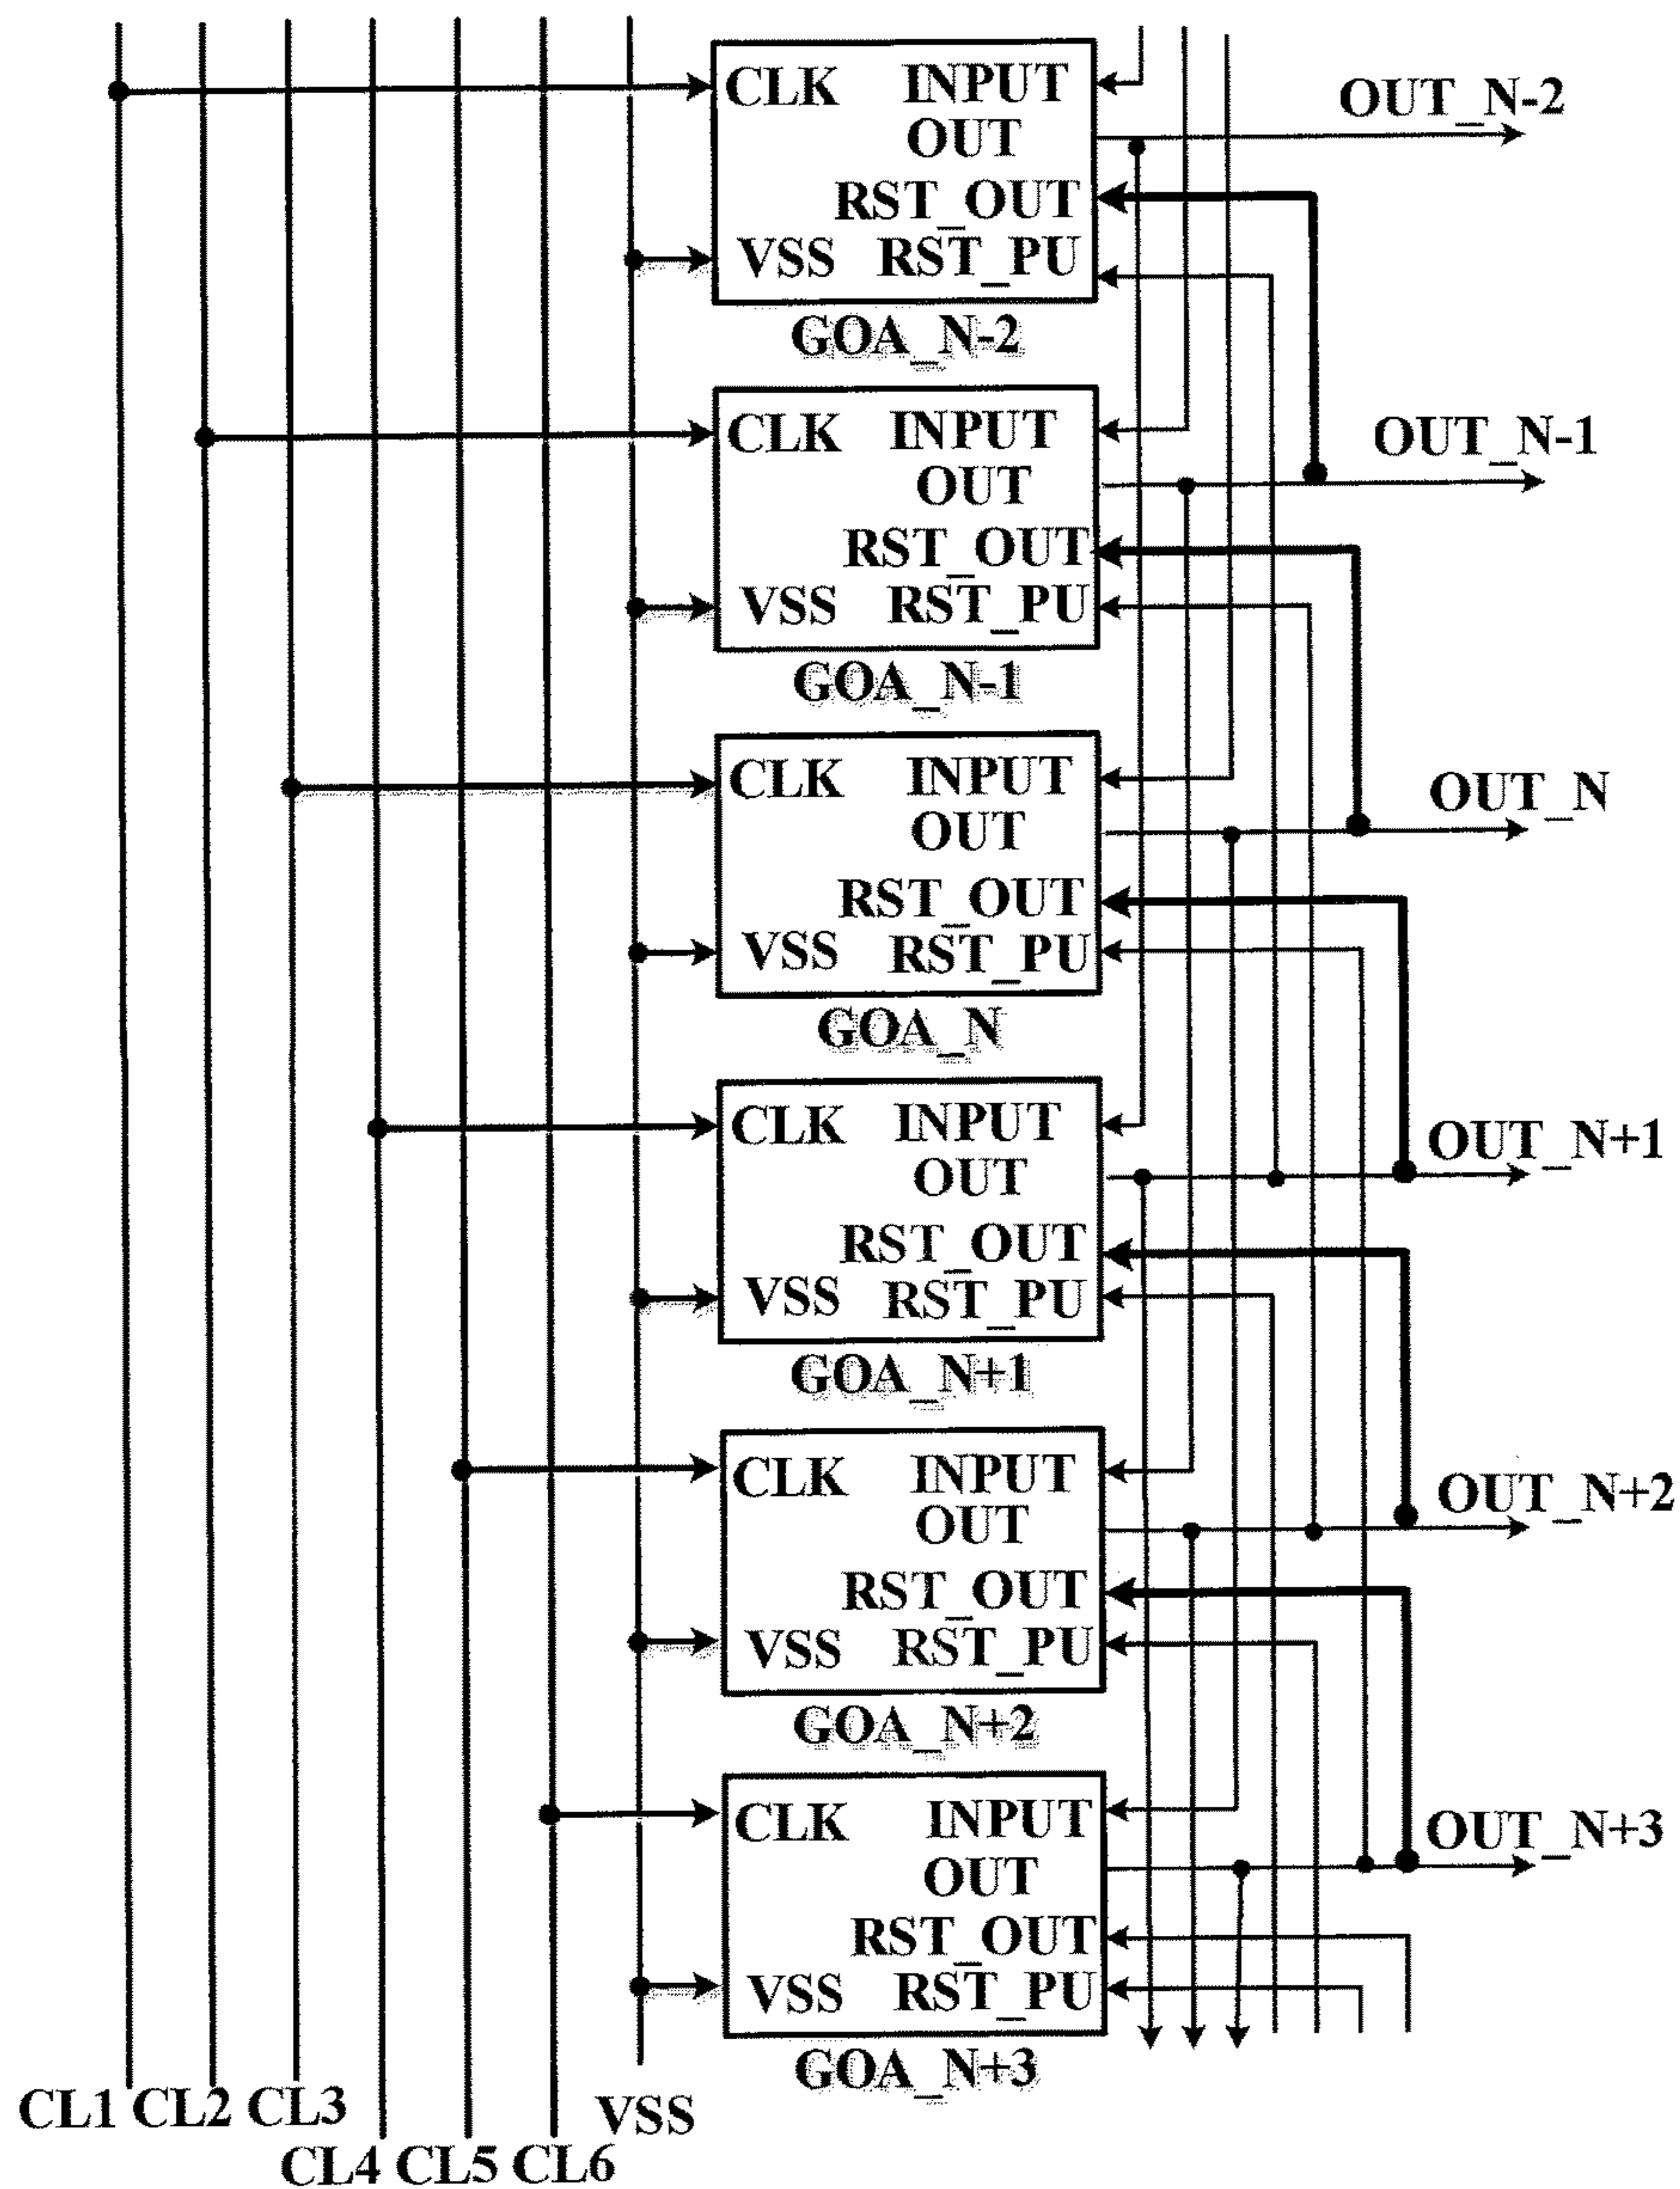 CLK INPUT
OUT
RST_OUT
VSS RST_PU
GOA_N-2
OUT_N-2
CLK INPUT
OUT
RST_OUT
VSS RST_PU
GOA_N-1
OUT_N-1
CLK INPUT
OUT
RST_OUT
VSS RST_PU
GOA_N
OUT_N
CLK INPUT
OUT
RST_OUT
VSS RST_PU
GOA_N+1
OUT_N+1
CLK INPUT
OUT
RST_OUT
VSS RST_PU
GOA_N+2
OUT_N+2
CLK INPUT
OUT
RST_OUT
VSS RST_PU
GOA_N+3
OUT_N+3
CL1 CL2 CL3 VSS
CL4 CL5 CL6